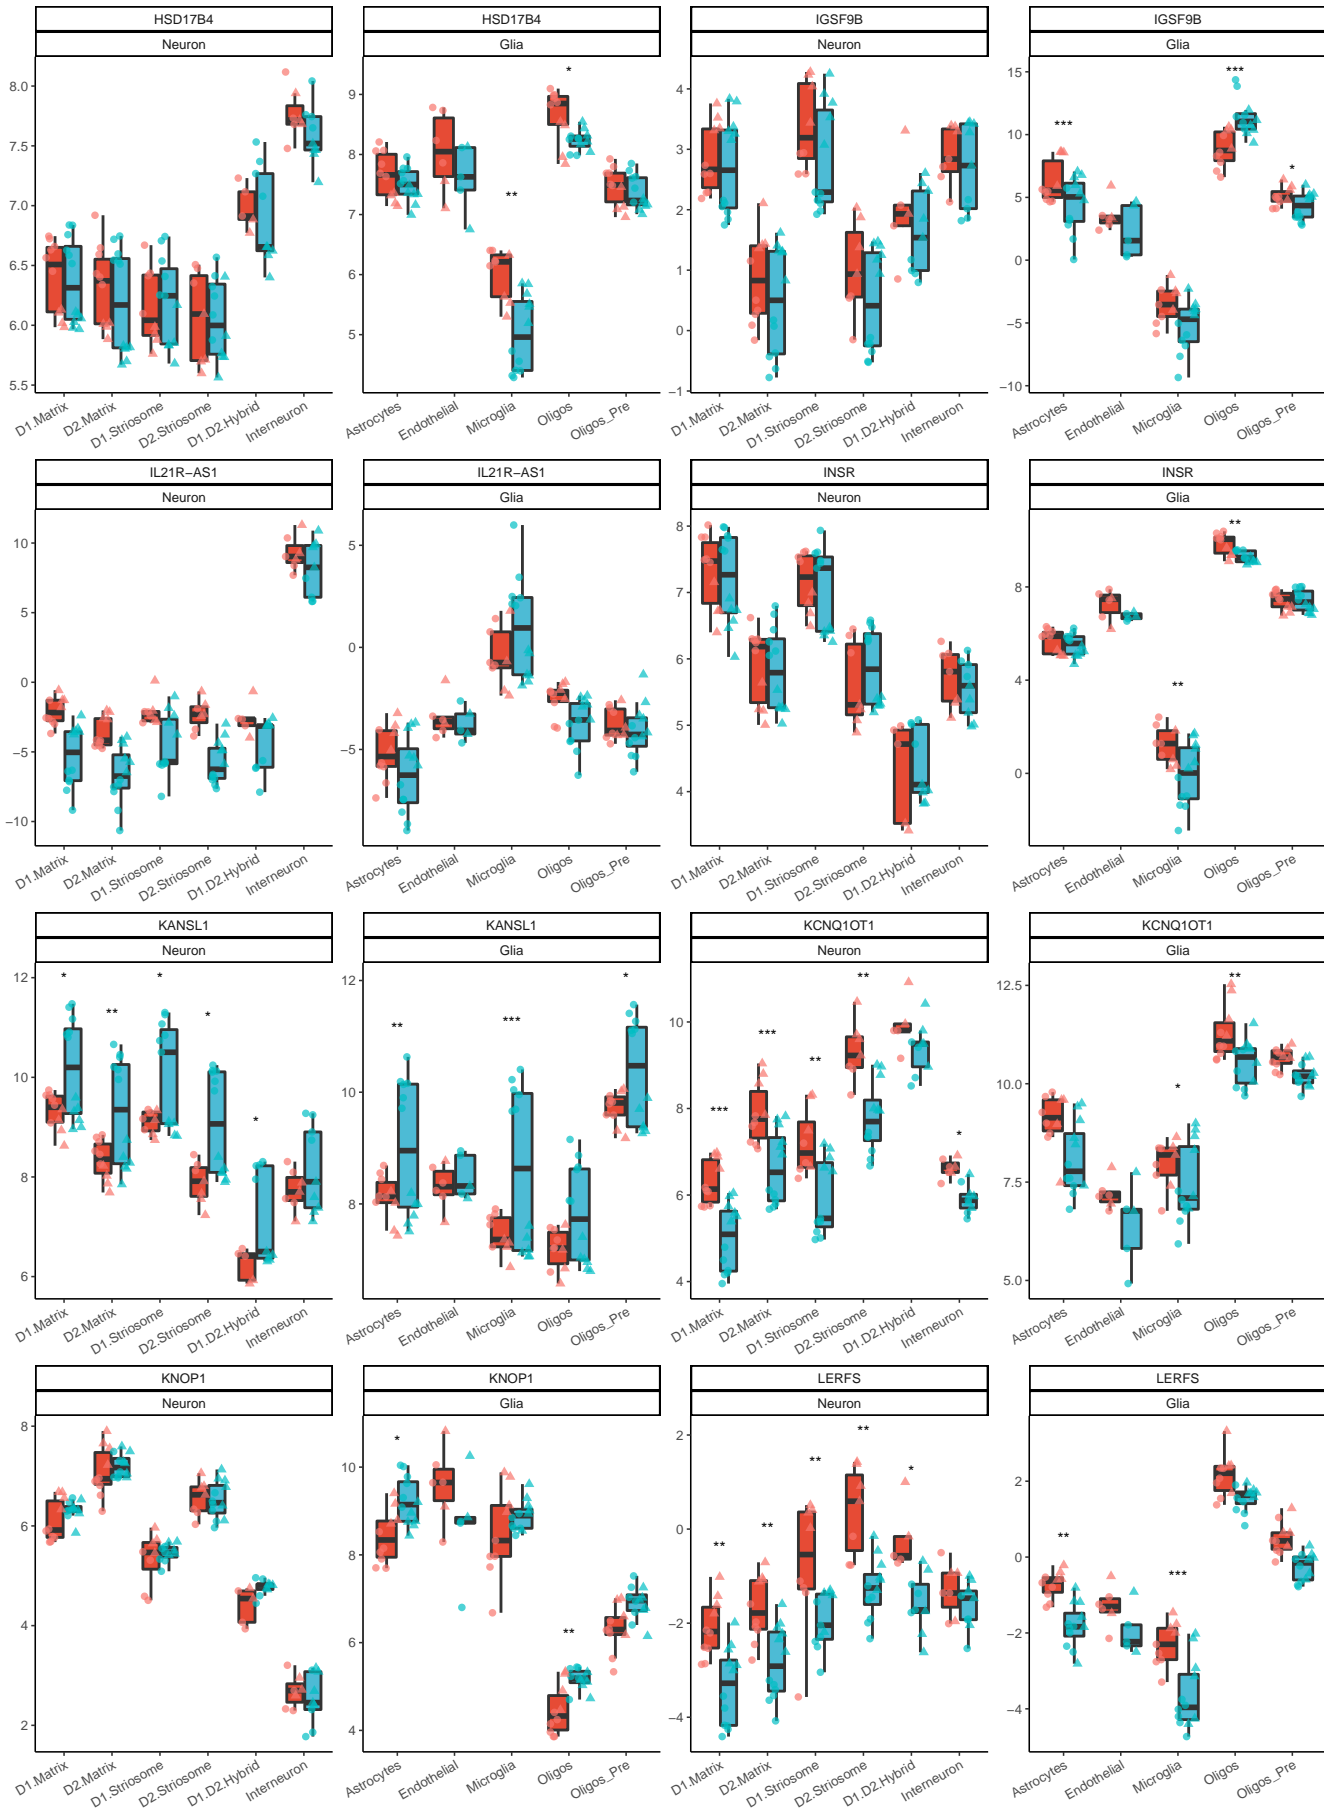 HSD17B4 HSD17B4 IGSF9B IGSF9B
Neuron Glia Neuron Glia
8.0
7.5
7.0
6.5
6.0
5.5
D1.Matrix D2.Matrix D1.Striosome D2.Striosome D1.D2.Hybrid Interneuron
9
8
7
6
5
* ** 
Astrocytes Endothelial Microglia Oligos Oligos_Pre
4
3
2
1
0
−1
D1.Matrix D2.Matrix D1.Striosome D2.Striosome D1.D2.Hybrid Interneuron
15
10
5
0
−5
−10
*** *** *
Astrocytes Endothelial Microglia Oligos Oligos_Pre
IL21R−AS1 IL21R−AS1 INSR INSR
Neuron Glia Neuron Glia
10
5
0
−5
−10
D1.Matrix D2.Matrix D1.Striosome D2.Striosome D1.D2.Hybrid Interneuron
5
0
−5
Astrocytes Endothelial Microglia Oligos Oligos_Pre
8
7
6
5
4
D1.Matrix D2.Matrix D1.Striosome D2.Striosome D1.D2.Hybrid Interneuron
8
4
0
** **
Astrocytes Endothelial Microglia Oligos Oligos_Pre
KANSL1 KANSL1 KCNQ1OT1 KCNQ1OT1
Neuron Glia Neuron Glia
12
10
8
6
* ** * * *
D1.Matrix D2.Matrix D1.Striosome D2.Striosome D1.D2.Hybrid Interneuron
12
10
8
** *** *
Astrocytes Endothelial Microglia Oligos Oligos_Pre
10
8
6
4
*** *** ** ** *
D1.Matrix D2.Matrix D1.Striosome D2.Striosome D1.D2.Hybrid Interneuron
12.5
10.0
7.5
5.0
* **
Astrocytes Endothelial Microglia Oligos Oligos_Pre
KNOP1 KNOP1 LERFS LERFS
Neuron Glia Neuron Glia
8
6
4
2
D1.Matrix D2.Matrix D1.Striosome D2.Striosome D1.D2.Hybrid Interneuron
10
8
6
4
* **
Astrocytes Endothelial Microglia Oligos Oligos_Pre
2
0
−2
−4
** ** ** ** *
D1.Matrix D2.Matrix D1.Striosome D2.Striosome D1.D2.Hybrid Interneuron
2
0
−2
−4
** ***
Astrocytes Endothelial Microglia Oligos Oligos_Pre